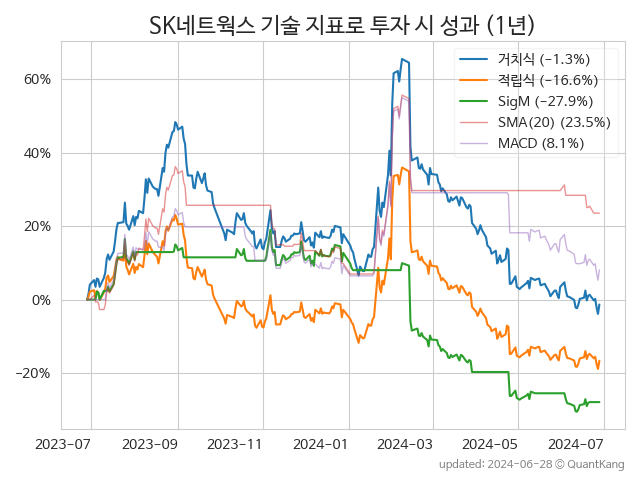 SK네트웍스 기술 지표로 투자 시 성과 (1년)
거치식 (−1.3%)
적립식 (−16.6%)
SigM (−27.9%)
SMA(20) (23.5%)
MACD (8.1%)
60%
40%
20%
0%
−20%
2023-07 2023-09 2023-11 2024-01 2024-03 2024-05 2024-07
updated: 2024-06-28 © QuantKang